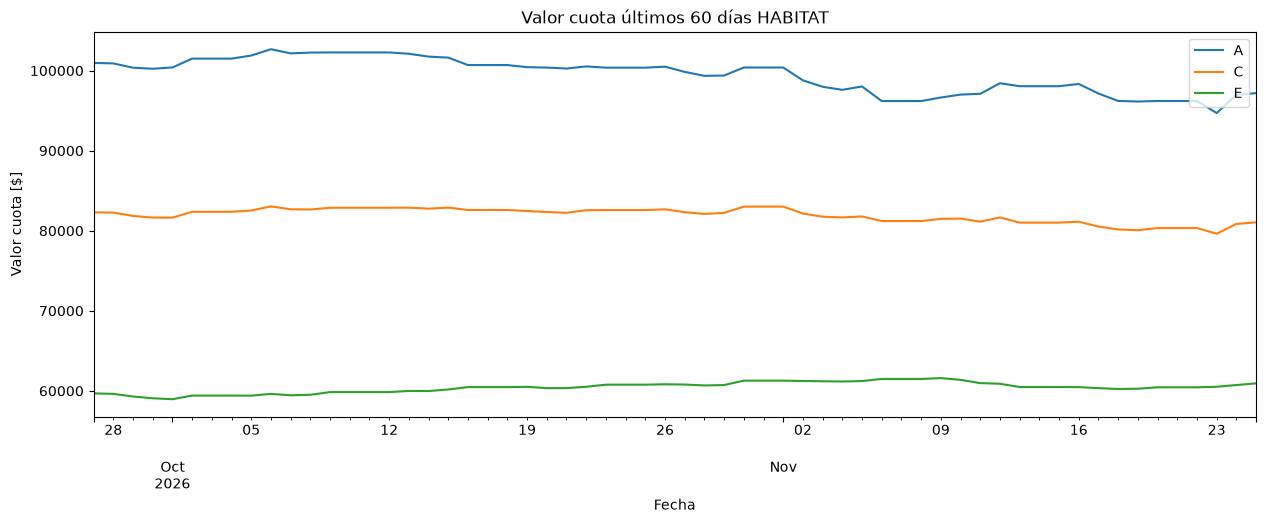 Valor cuota últimos 60 días HABITAT
A
C
E
100000
90000
80000
70000
60000
Valor cuota [$]
28 05 12 19 26 02 09 16 23
Oct Nov
2026
Fecha